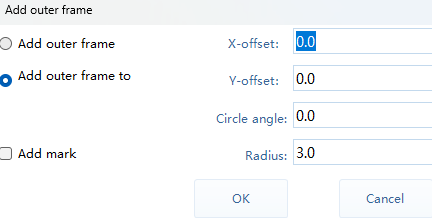 Add outer frame
Add outer frame
X-offset: 0.0
Add outer frame to
Y-offset: 0.0
Circle angle: 0.0
Add mark
Radius: 3.0
OK
Cancel